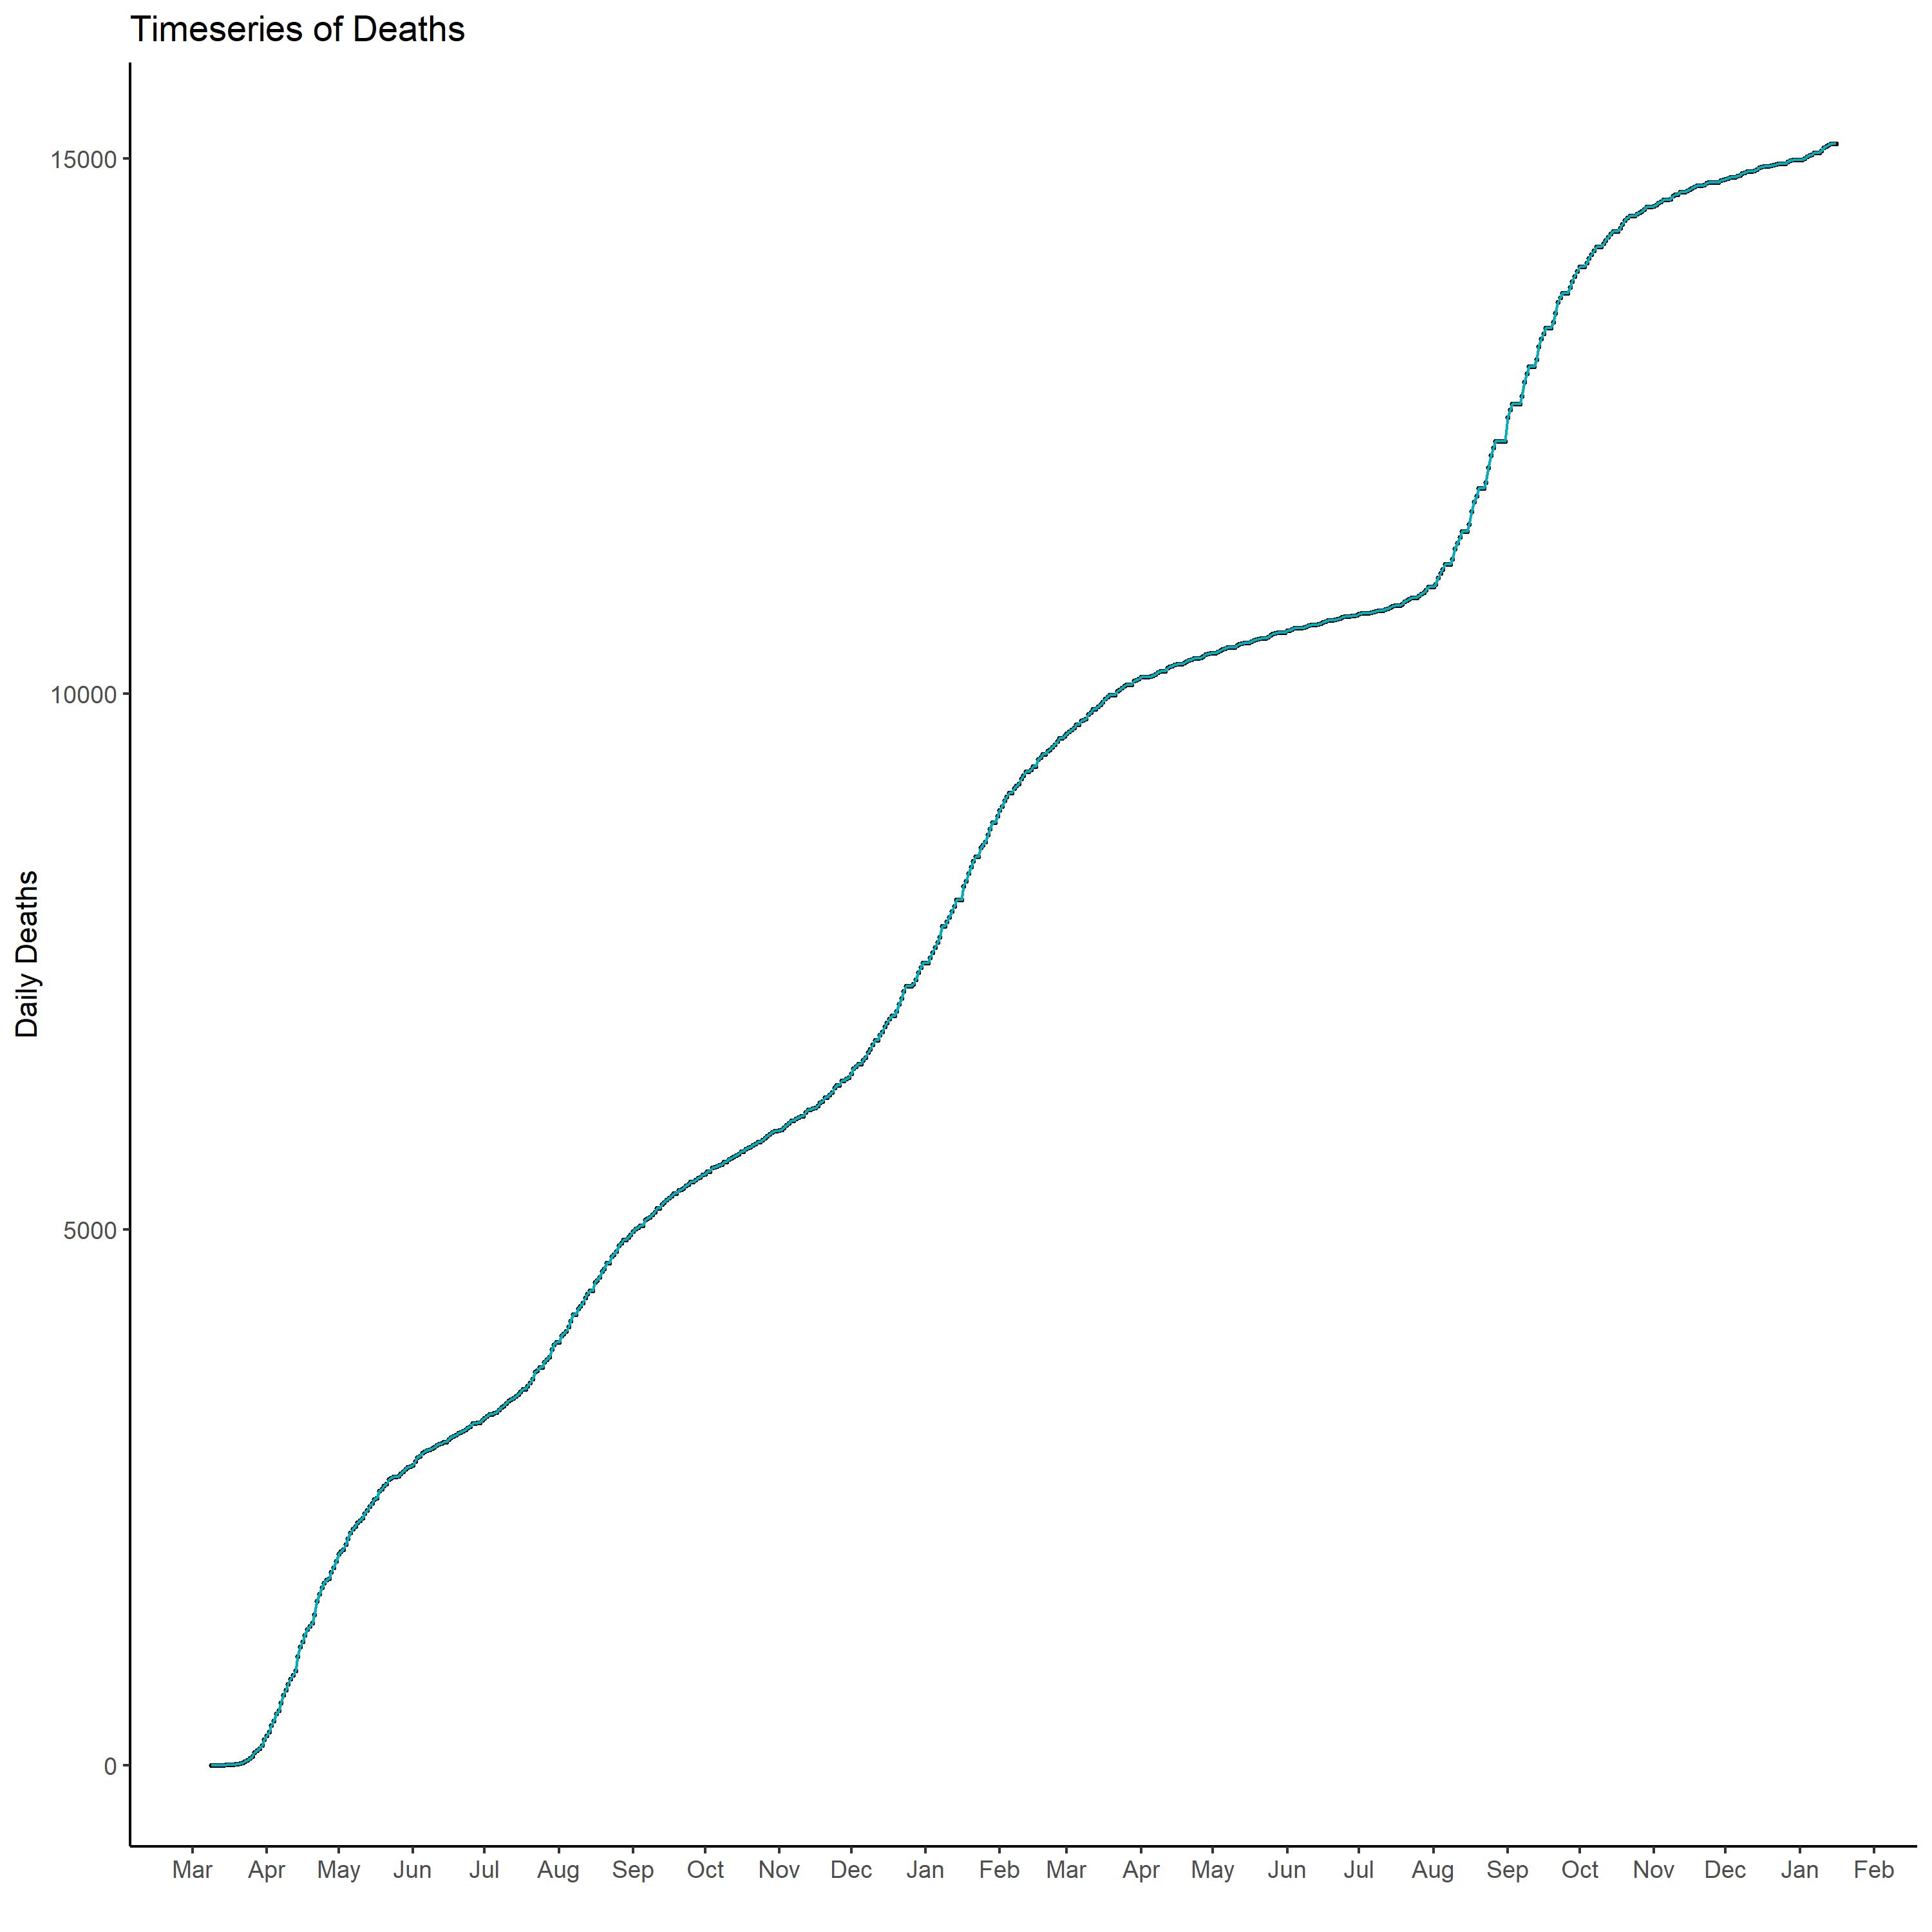 Timeseries of Deaths
Daily Deaths
15000
10000
5000
0
Mar Apr May Jun Jul Aug Sep Oct Nov Dec Jan Feb Mar Apr May Jun Jul Aug Sep Oct Nov Dec Jan Feb